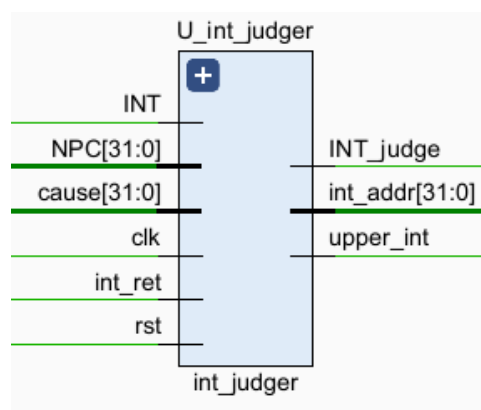 U_int_judger
INT
NPC[31:0]
cause[31:0]
clk
int_ret
rst
INT_judge
int_addr[31:0]
upper_int
int_judger